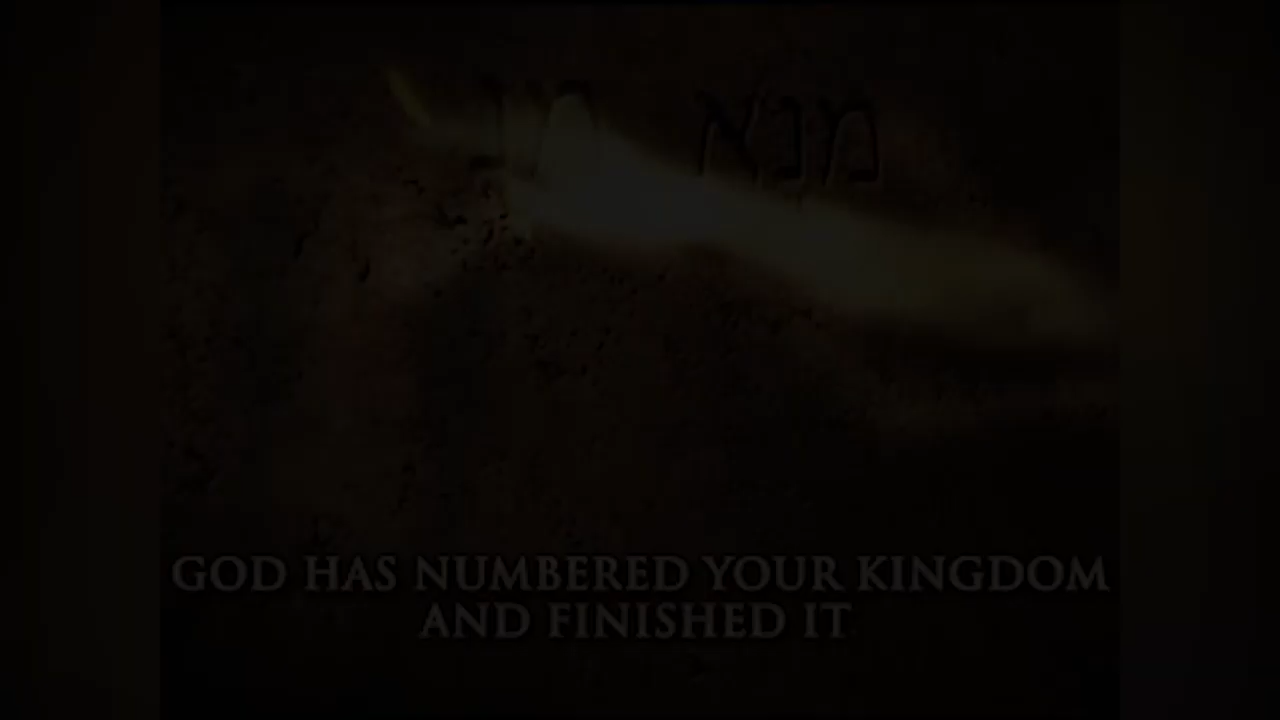 מְנֵא
GOD HAS NUMBERED YOUR KINGDOM
AND FINISHED IT